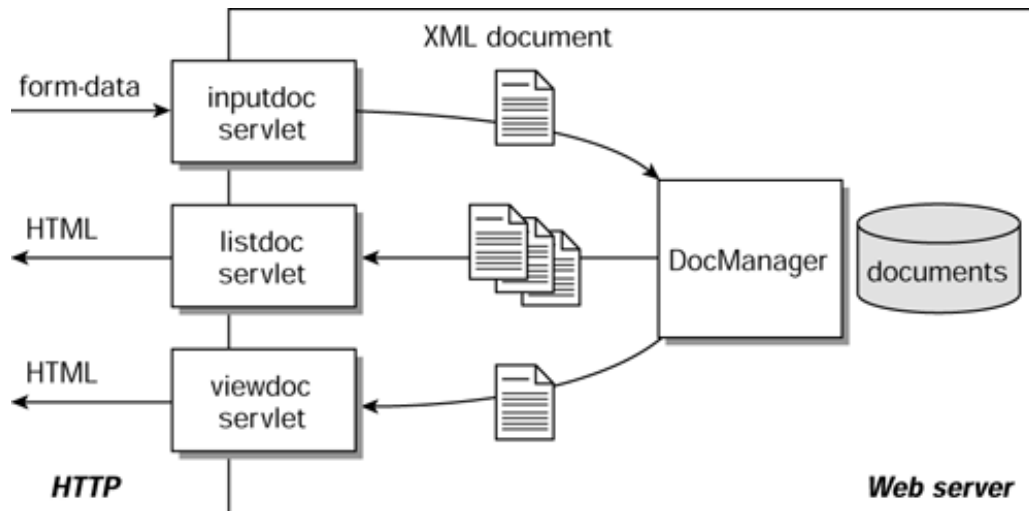 XML document
form-data
inputdoc
servlet
HTML
listdoc
servlet
DocManager
documents
HTML
viewdoc
servlet
HTTP
Web server